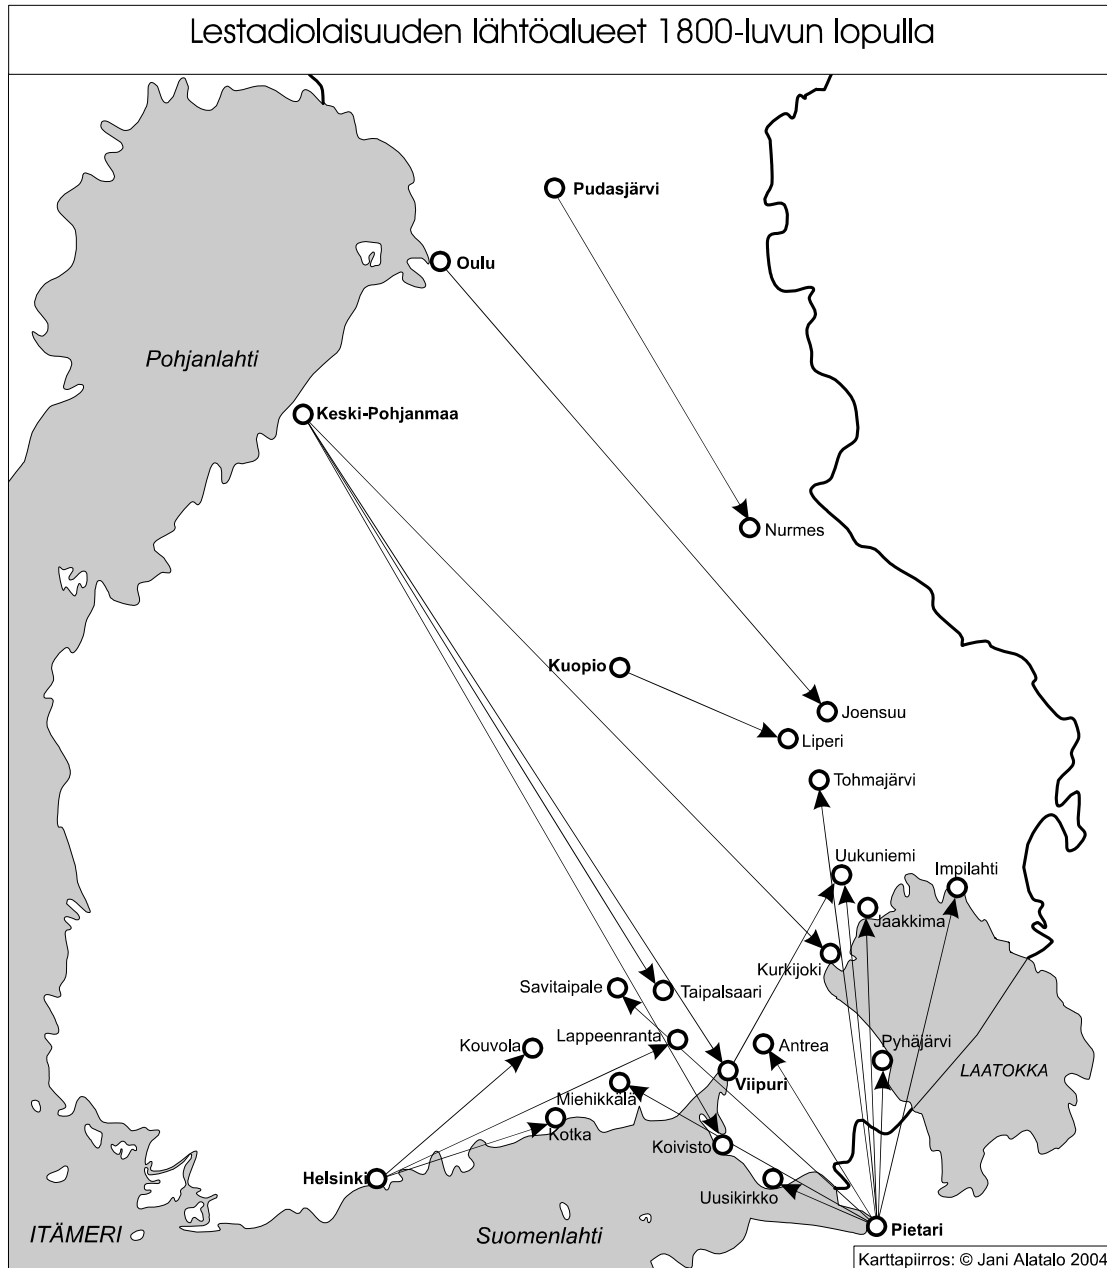 Lestadiolaisuuden lähtöalueet 1800-luvun lopulla
Pudasjärvi
Oulu
Pohjanlahti
Keski-Pohjanmaa
Nurmes
Kuopio
Joensuu
Liperi
Tohmajärvi
Uukuniemi
Impilahti
Jaakkima
Kurkijoki
Savitaipale
Taipalsaari
Lappeenranta
Kouvola
Antrea
Pyhäjärvi
LAATOKKA
Viipuri
Miehikkälä
Kotka
Koivisto
Helsinki
Uusikirkko
ITÄMERI
Suomenlahti
Pietari
Karttapiirros: © Jani Alatalo 2004